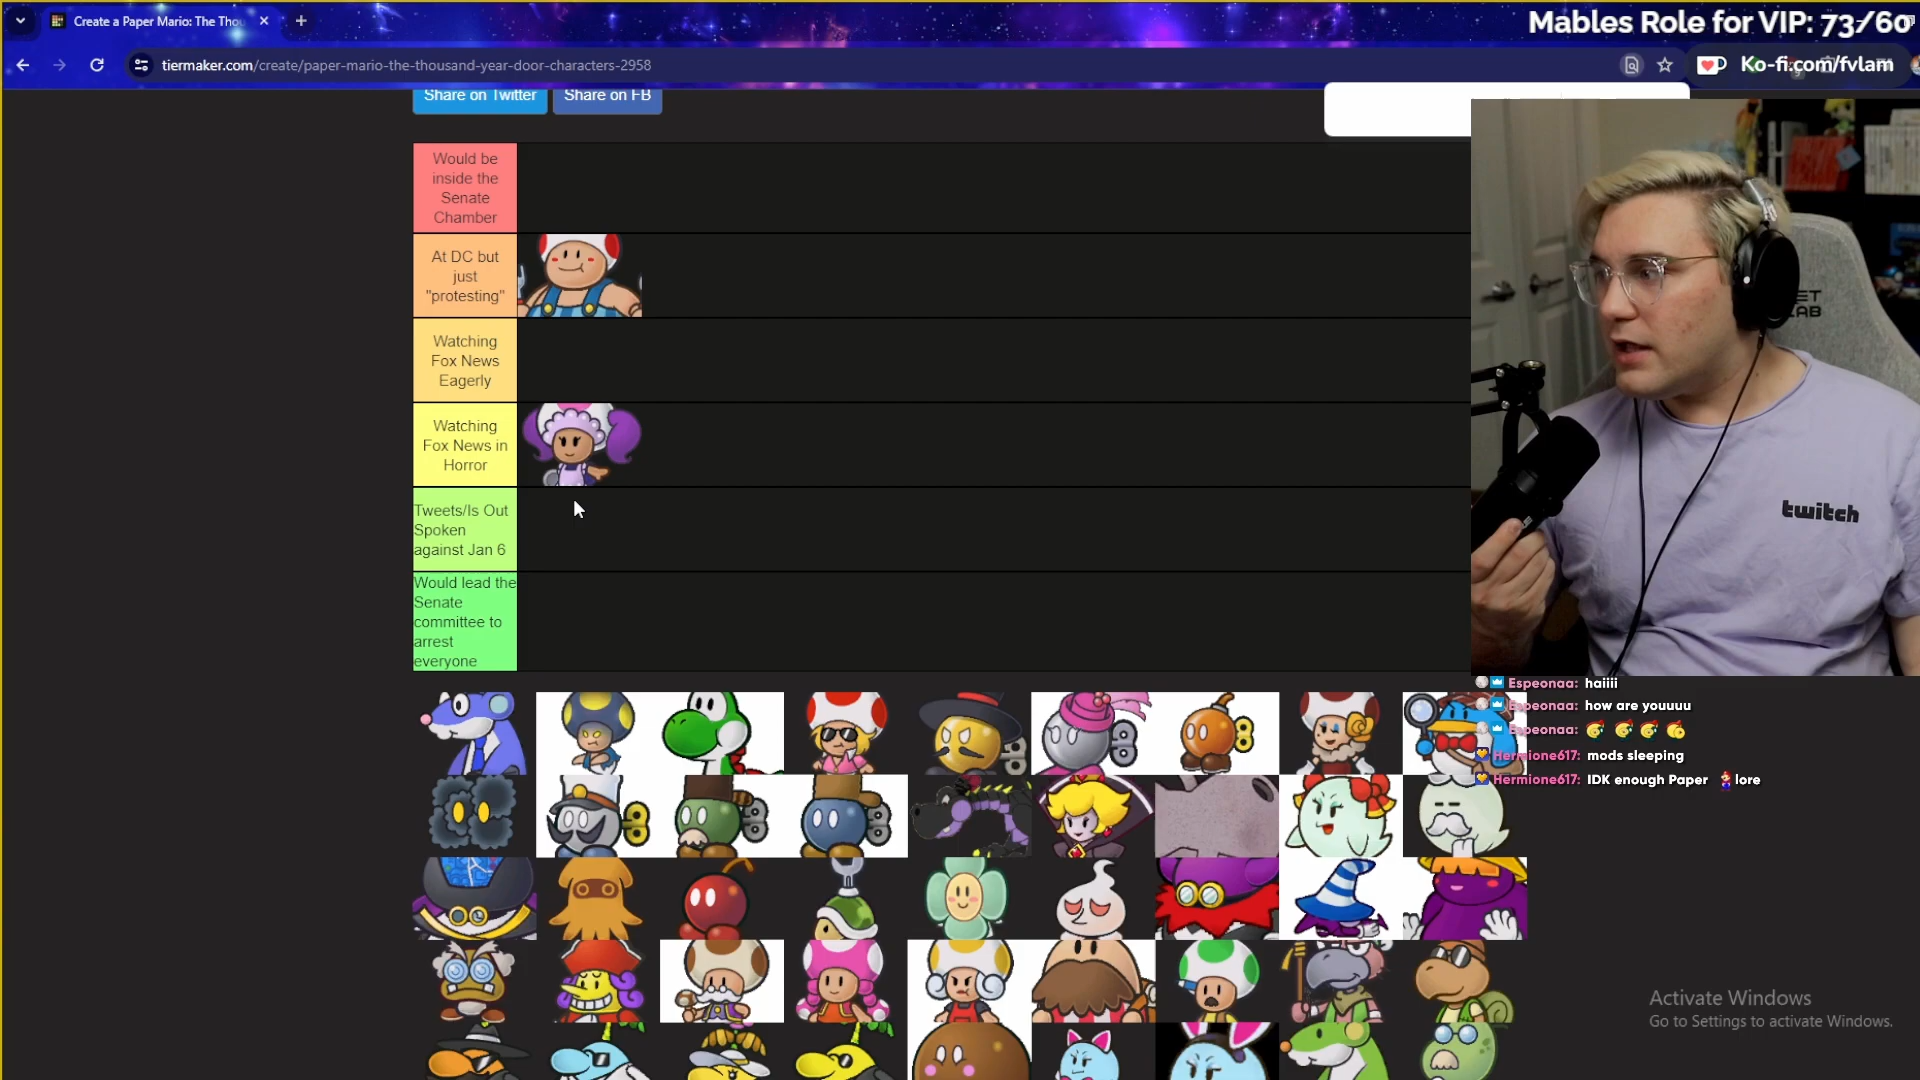 Create a Paper Mario: The Thou
Mables Role for VIP: 73/60
tiermaker.com/create/paper-mario-the-thousand-year-door-characters-2958
Ko-fi.com/fvlam
Share on Twitter
Share on FB
Would be
inside the
Senate
Chamber
At DC but
just
"protesting"
Watching
Fox News
Eagerly
Watching
Fox News in
Horror
Tweets/Is Out
Spoken
against Jan 6
Would lead the
Senate
committee to
arrest
everyone
twitch
Espeonaa: haiiii
Espeonaa: how are youuuu
Espeonaa:
Hermione617: mods sleeping
Hermione617: IDK enough Paper lore
Activate Windows
Go to Settings to activate Windows.